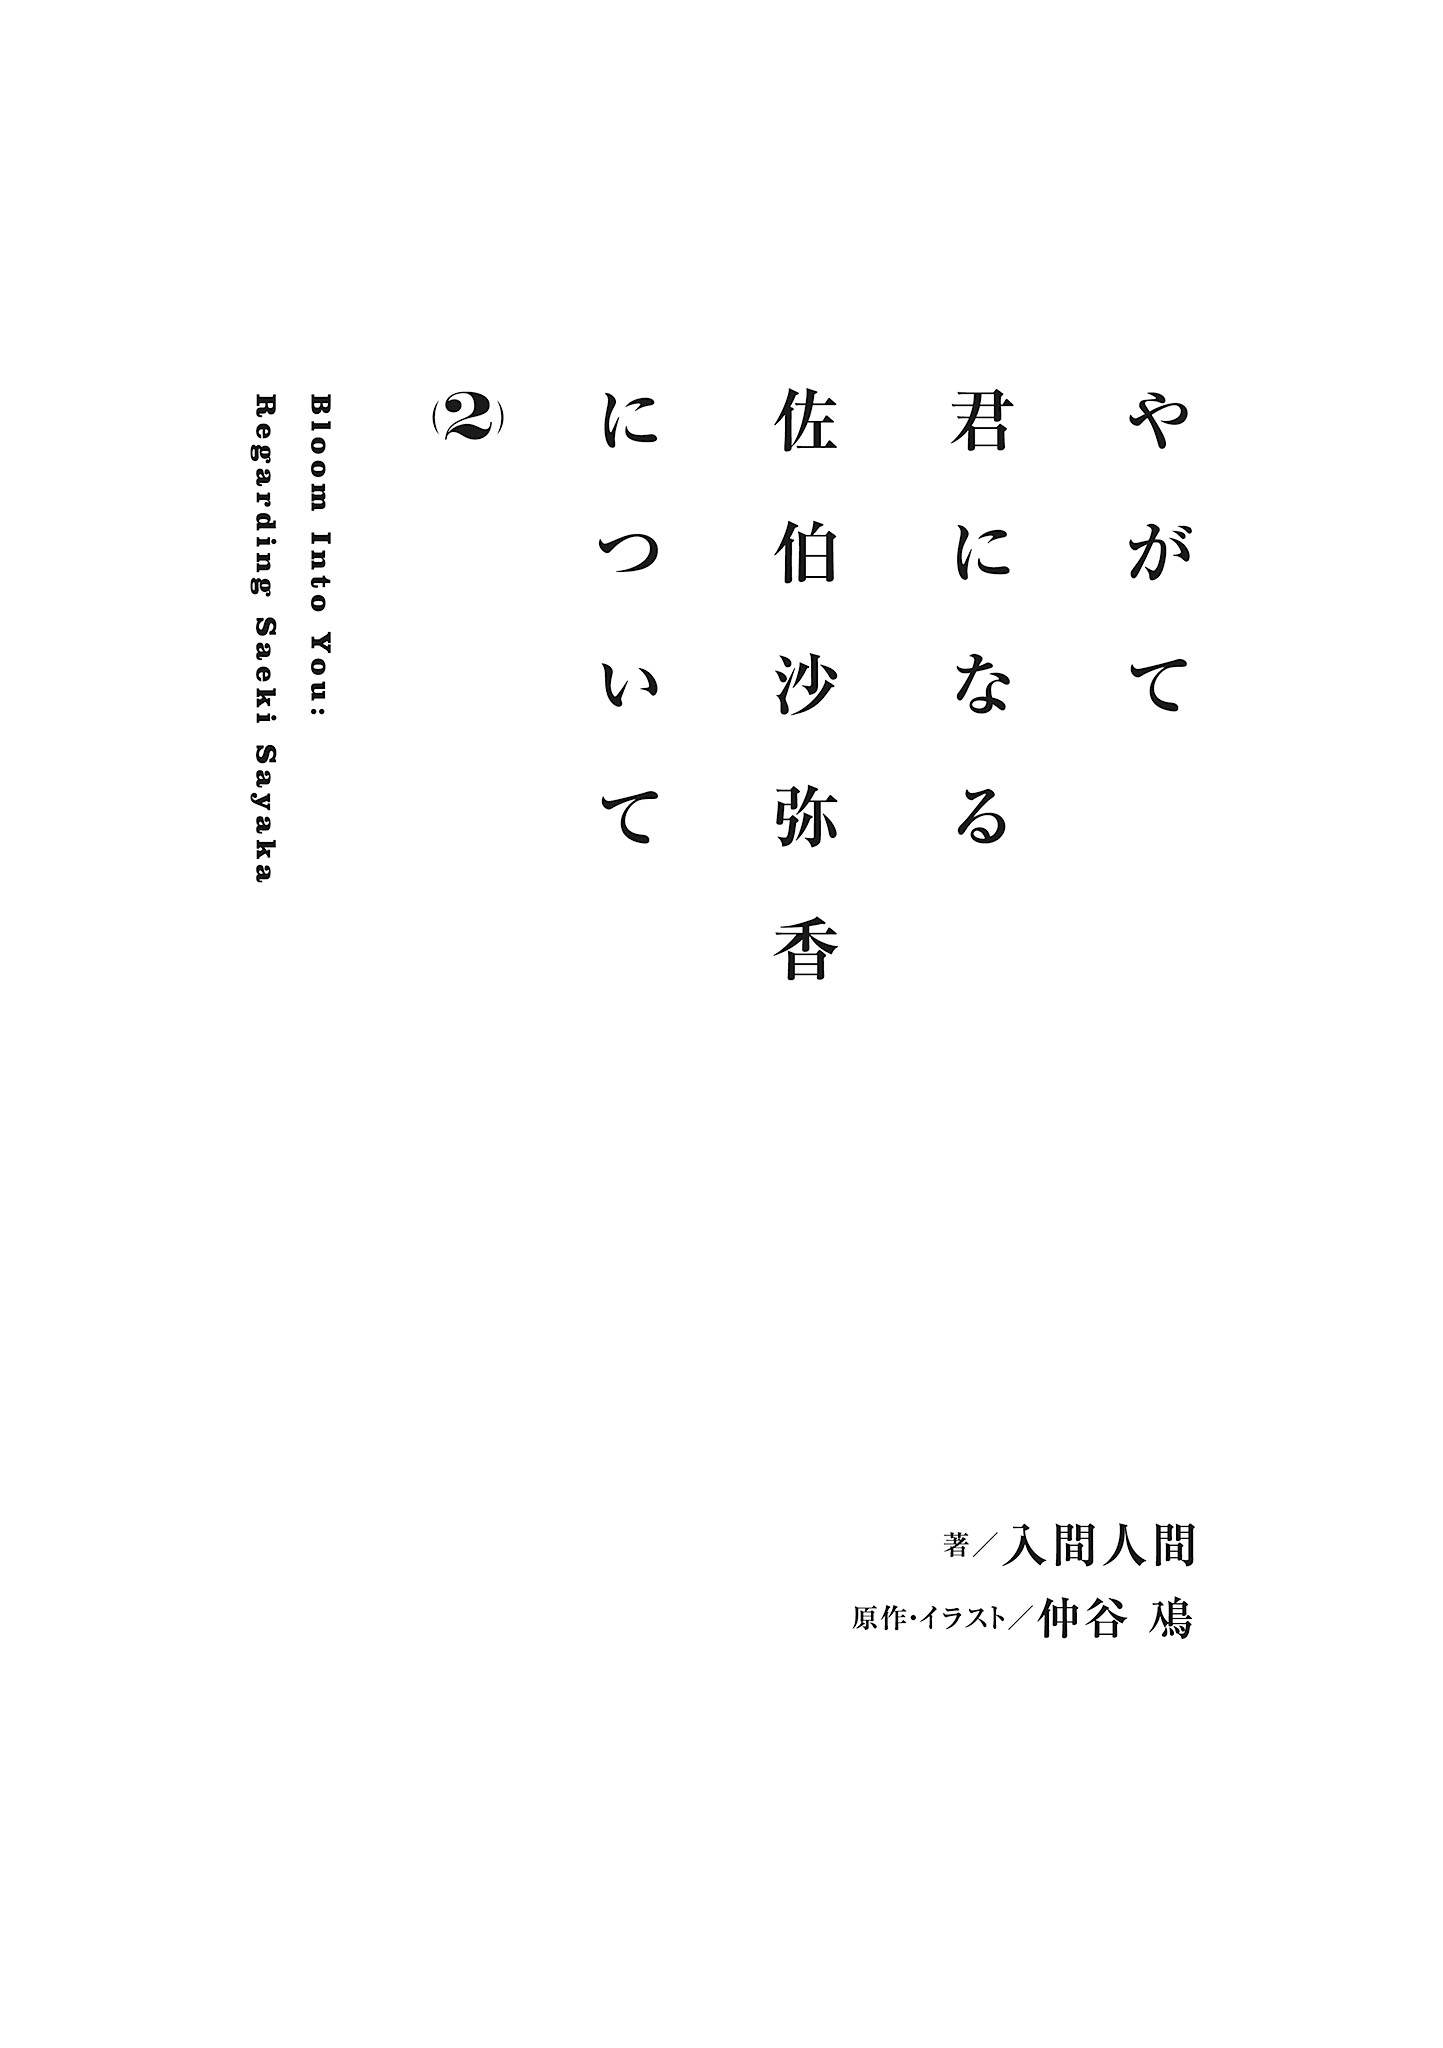 やがて
君になる
佐伯沙弥香
について
(2)
Bloom Into You:
Regarding Saeki Sayaka
著／入間人間
原作・イラスト／仲谷 鳰